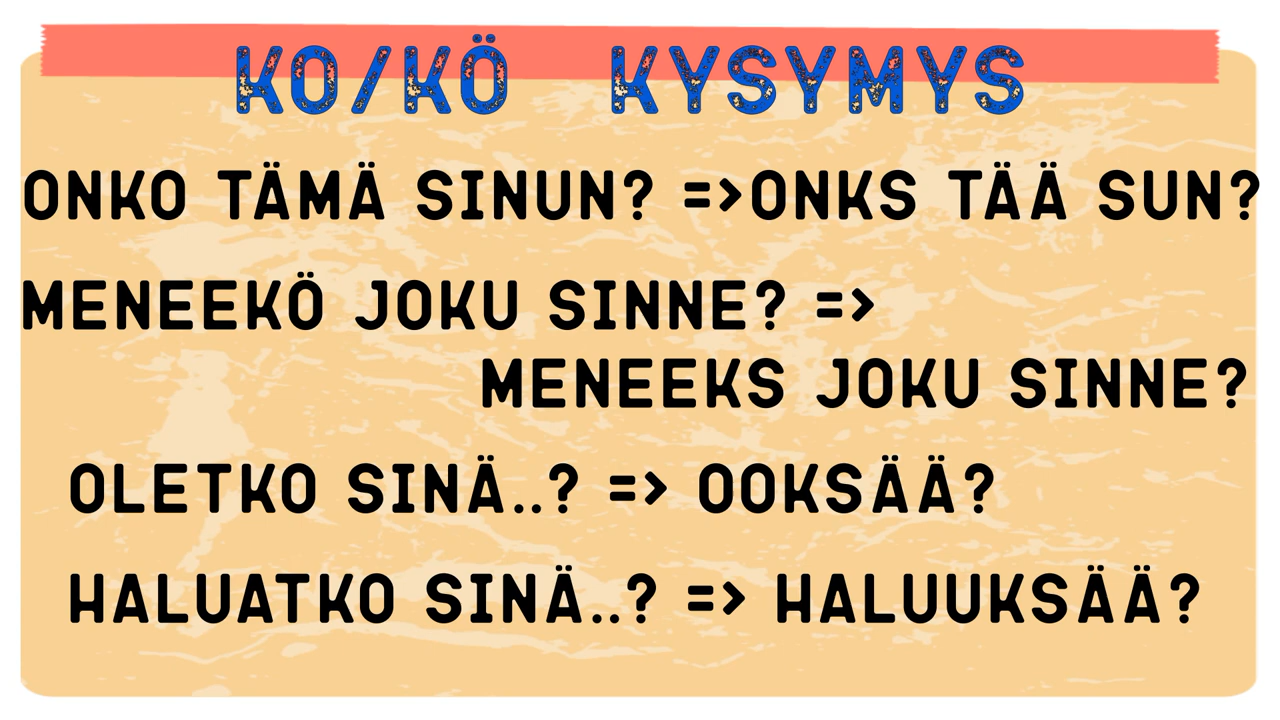 KO/KÖ KYSYMYS
ONKO TÄMÄ SINUN? =>ONKS TÄÄ SUN?
MENEEKÖ JOKU SINNE? =>
MENEEKS JOKU SINNE?
OLETKO SINÄ..? => OOKSÄÄ?
HALUATKO SINÄ..? => HALUUKSÄÄ?